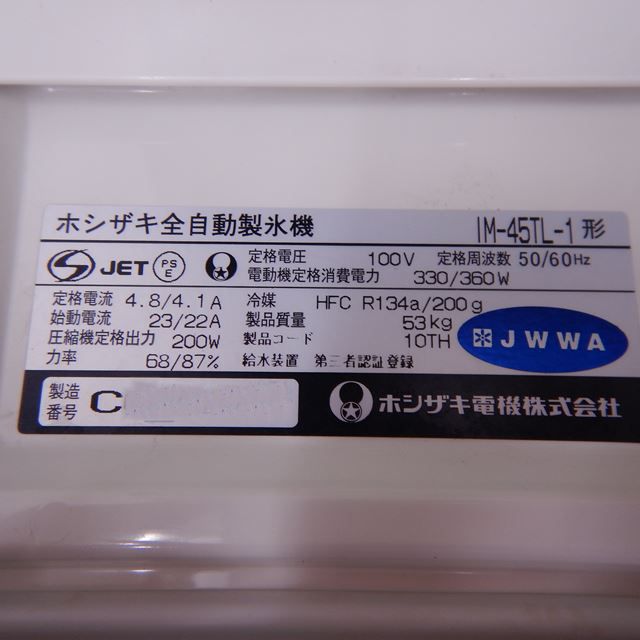 ホシザキ全自動製氷機 IM-45TL-1形
JET PSE 定格電圧 100V 定格周波数 50/60Hz
電動機定格消費電力 330/360W
定格電流 4.8/4.1A 冷媒 HFC R134a/200g
始動電流 23/22A 製品質量 53kg
圧縮機定格出力 200W 製品コード 10TH
力率 68/87% 給水装置 第三者認証登録
JWWA
製造番号 C
ホシザキ電機株式会社